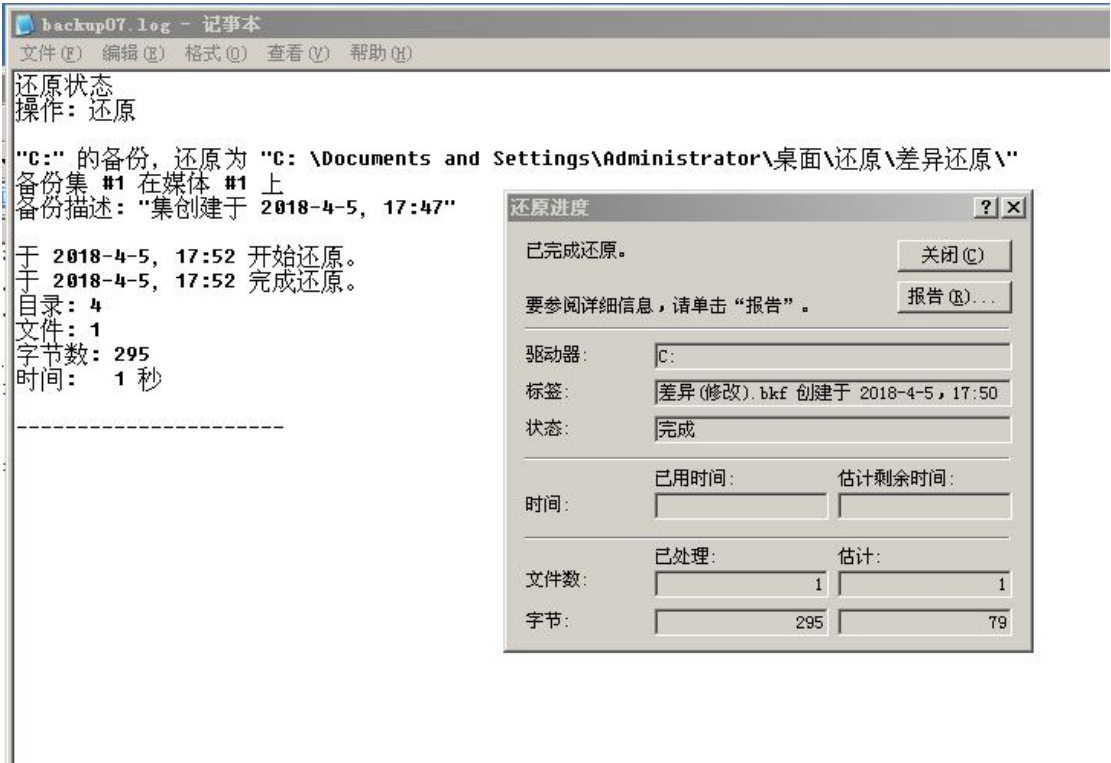 backup07.log - 记事本
文件(F) 编辑(E) 格式(O) 查看(V) 帮助(H)
还原状态
操作: 还原
"C:" 的备份, 还原为 "C: \Documents and Settings\Administrator\桌面\还原\差异还原\"
备份集 #1 在媒体 #1 上
备份描述: "集创建于 2018-4-5, 17:47"
于 2018-4-5, 17:52 开始还原。
于 2018-4-5, 17:52 完成还原。
目录: 4
文件: 1
字节数: 295
时间: 1 秒
----------------------
还原进度
已完成还原。
关闭(C)
要参阅详细信息，请单击“报告”。
报告(R)...
驱动器: C:
标签: 差异(修改).bkf 创建于 2018-4-5，17:50
状态: 完成
已用时间: 估计剩余时间:
时间:
已处理: 估计:
文件数: 1 1
字节: 295 79